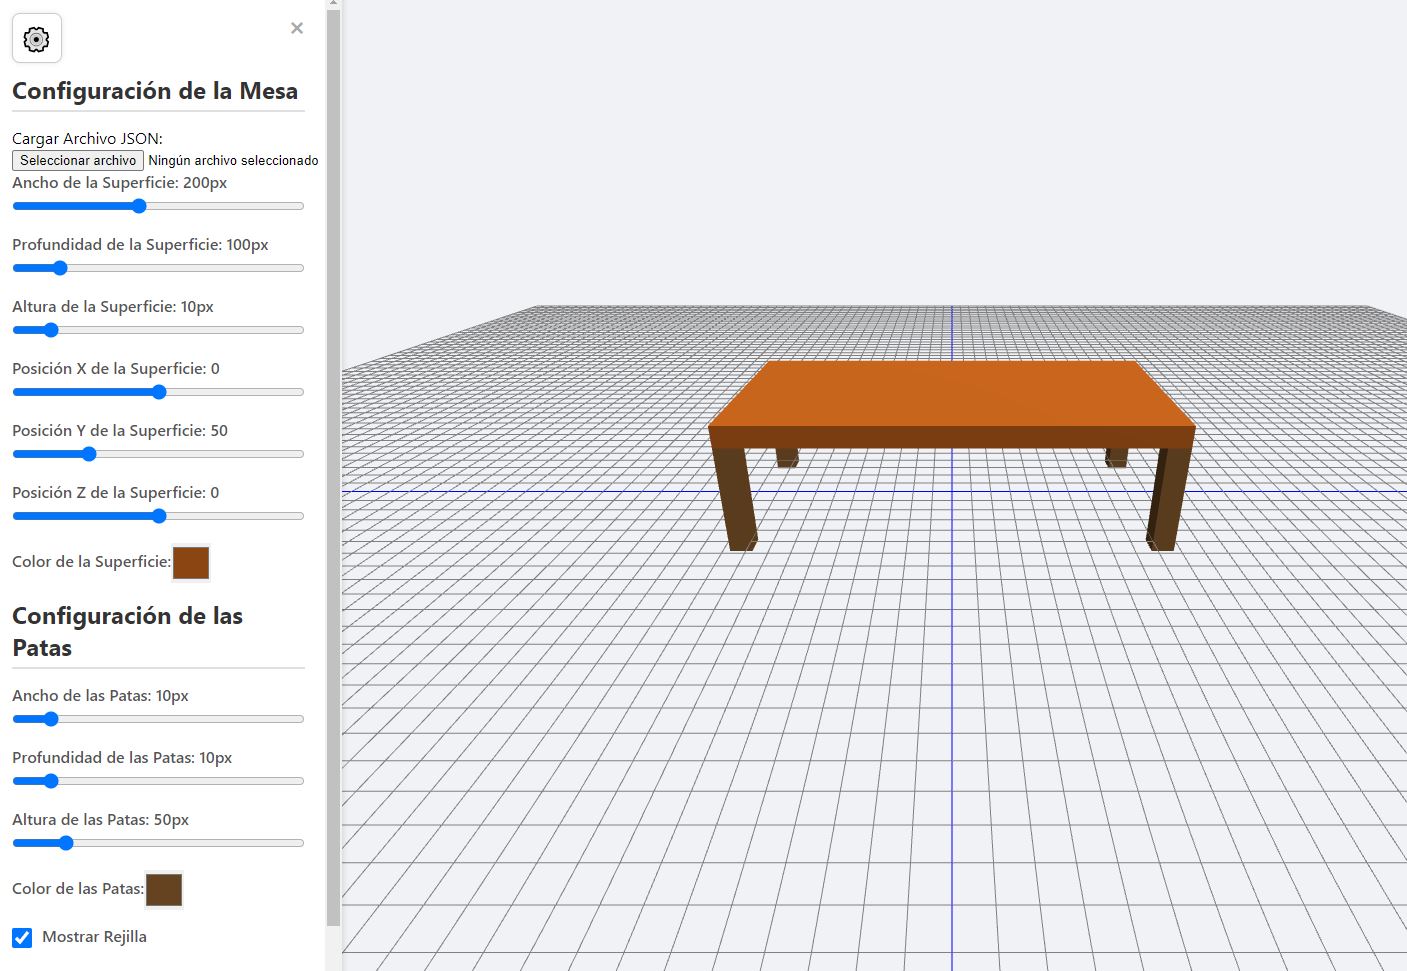 ×
Configuración de la Mesa
Cargar Archivo JSON:
Seleccionar archivo Ningún archivo seleccionado
Ancho de la Superficie: 200px
Profundidad de la Superficie: 100px
Altura de la Superficie: 10px
Posición X de la Superficie: 0
Posición Y de la Superficie: 50
Posición Z de la Superficie: 0
Color de la Superficie:
Configuración de las
Patas
Ancho de las Patas: 10px
Profundidad de las Patas: 10px
Altura de las Patas: 50px
Color de las Patas:
Mostrar Rejilla